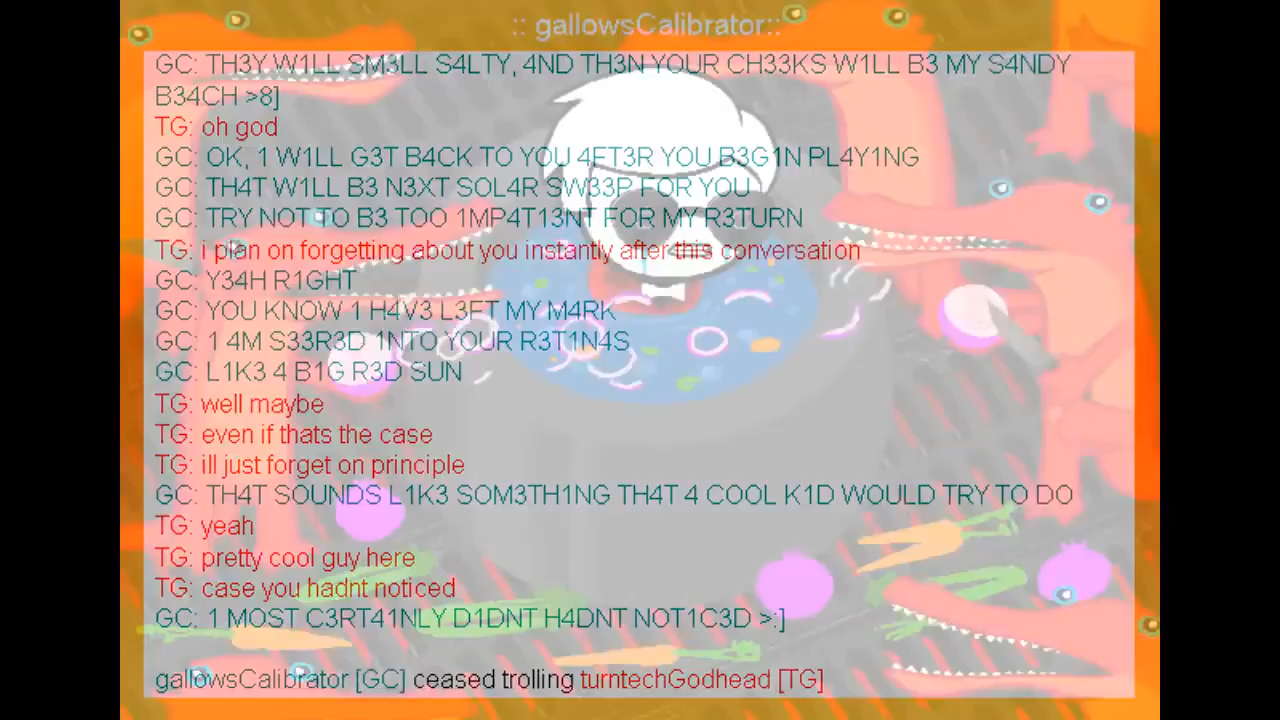 :: gallowsCalibrator::
GC: TH3Y W1LL SM3LL S4LTY, 4ND TH3N YOUR CH33KS W1LL B3 MY S4NDY
B34CH >8]
TG: oh god
GC: OK, 1 W1LL G3T B4CK TO YOU 4FT3R YOU B3G1N PL4Y1NG
GC: TH4T W1LL B3 N3XT SOL4R SW33P FOR YOU
GC: TRY NOT TO B3 TOO 1MP4T13NT FOR MY R3TURN
TG: i plan on forgetting about you instantly after this conversation
GC: Y34H R1GHT
GC: YOU KNOW 1 H4V3 L3FT MY M4RK
GC: 1 4M S33R3D 1NTO YOUR R3T1N4S
GC: L1K3 4 B1G R3D SUN
TG: well maybe
TG: even if thats the case
TG: ill just forget on principle
GC: TH4T SOUNDS L1K3 SOM3TH1NG TH4T 4 COOL K1D WOULD TRY TO DO
TG: yeah
TG: pretty cool guy here
TG: case you hadnt noticed
GC: 1 MOST C3RT41NLY D1DNT H4DNT NOT1C3D >:]
gallowsCalibrator [GC] ceased trolling turntechGodhead [TG]